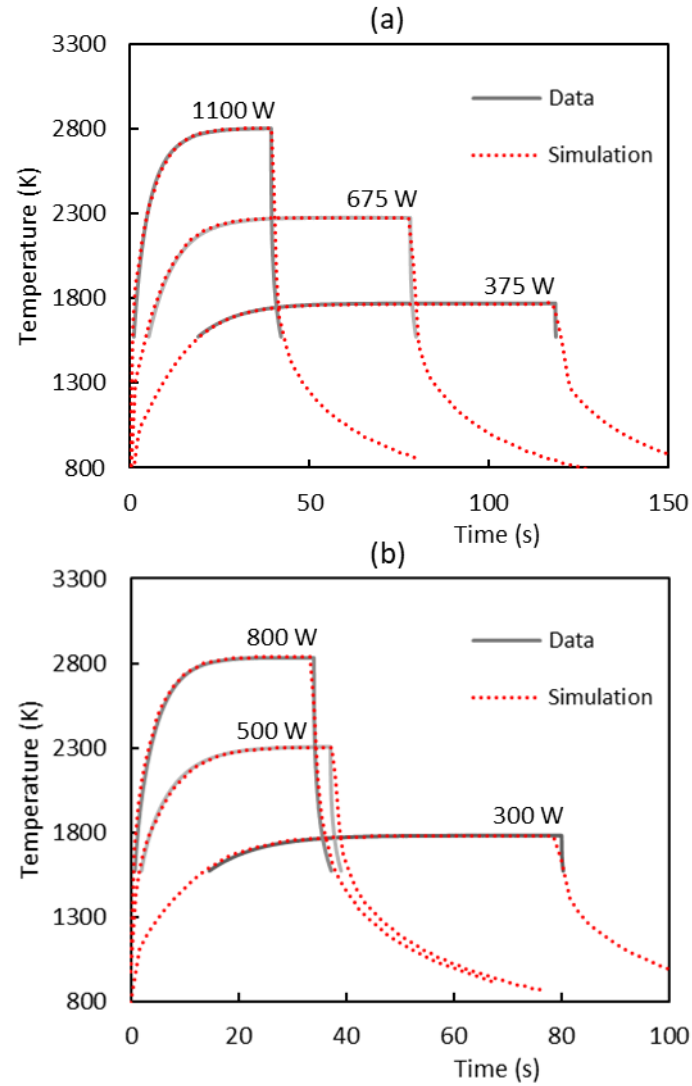 (a)
3300
2800
2300
1800
1300
800
Temperature (K)
1100 W
675 W
375 W
Data
Simulation
0
50
100
150
Time (s)
(b)
3300
2800
2300
1800
1300
800
Temperature (K)
800 W
500 W
300 W
Data
Simulation
0
20
40
60
80
100
Time (s)